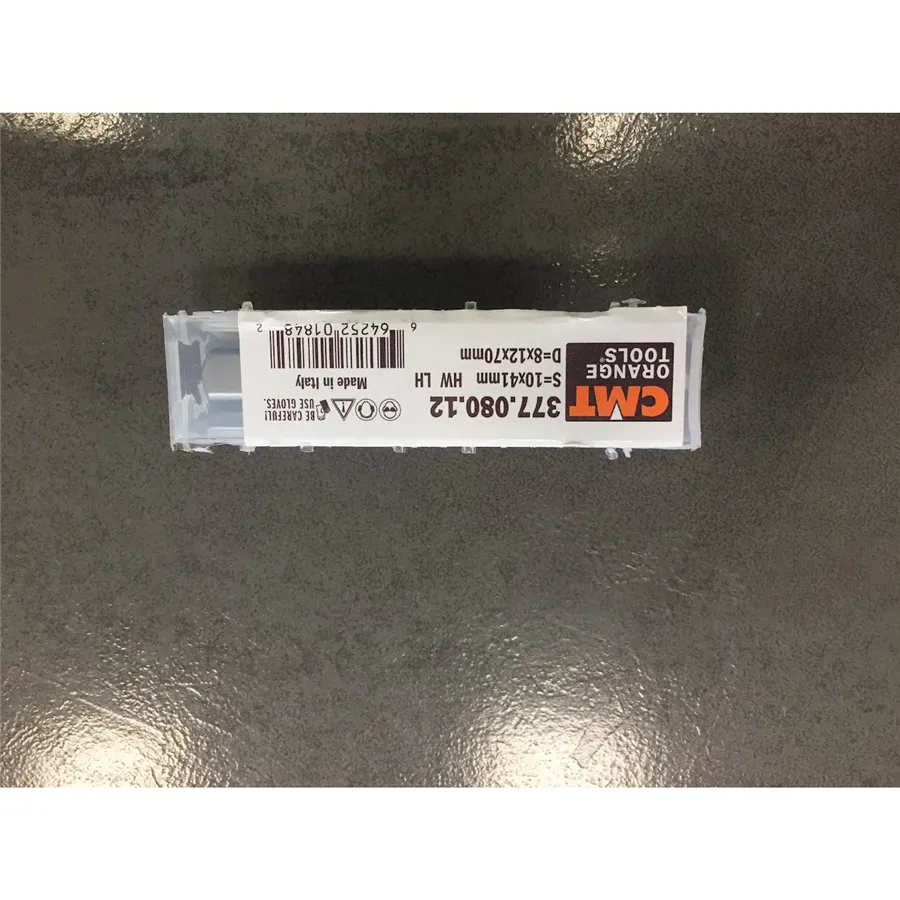 CMT
ORANGE
TOOLS®
377.080.12
S=10x41mm HW LH
D=8x12x70mm
BE CAREFUL!
USE GLOVES.
Made in Italy
6 64252 01848 2